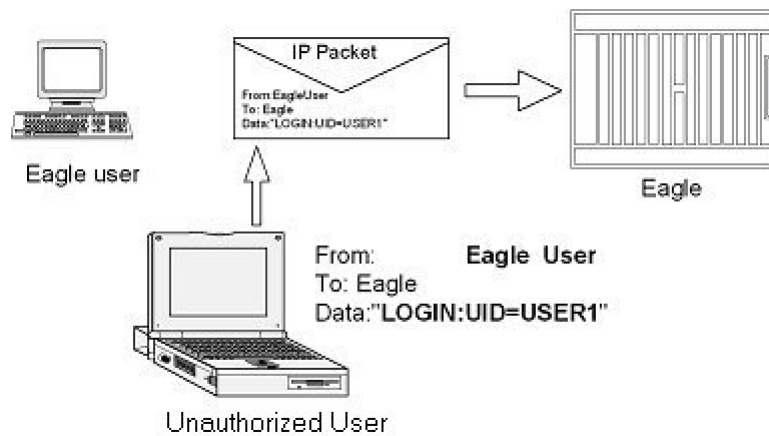 IP Packet
From:EagleUser
To: Eagle
Data:"LOGIN:UID=USER1"
Eagle user
Eagle
From: Eagle User
To: Eagle
Data:"LOGIN:UID=USER1"
Unauthorized User